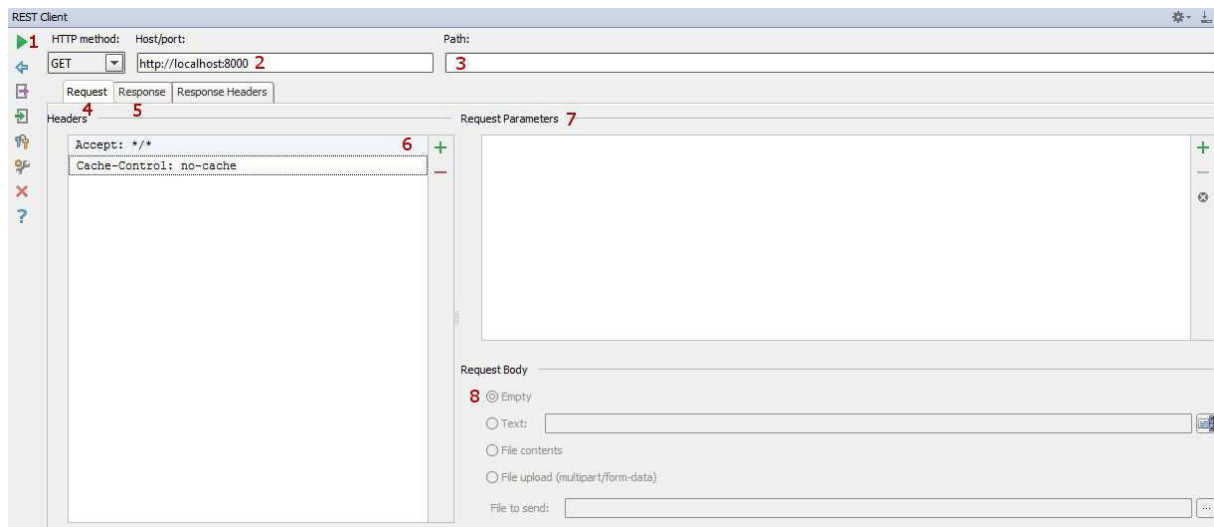 REST Client
1 HTTP method: Host/port: Path:
GET http://localhost:8000 2 3
Request Response Response Headers
4 5
Headers Request Parameters 7
Accept: */* 6
Cache-Control: no-cache
Request Body
8 Empty
Text:
File contents
File upload (multipart/form-data)
File to send: ...